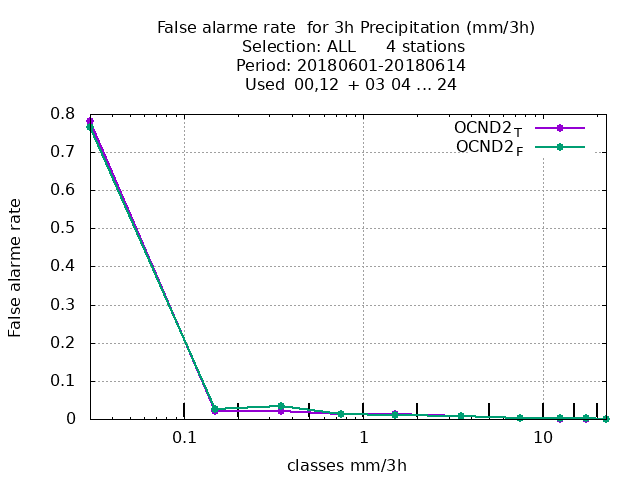 False alarme rate  for 3h Precipitation (mm/3h)
Selection: ALL      4 stations
Period: 20180601-20180614
Used  00,12  + 03 04 ... 24
OCND2T
OCND2F
False alarme rate
0.8
0.7
0.6
0.5
0.4
0.3
0.2
0.1
0
0.1
1
10
classes mm/3h